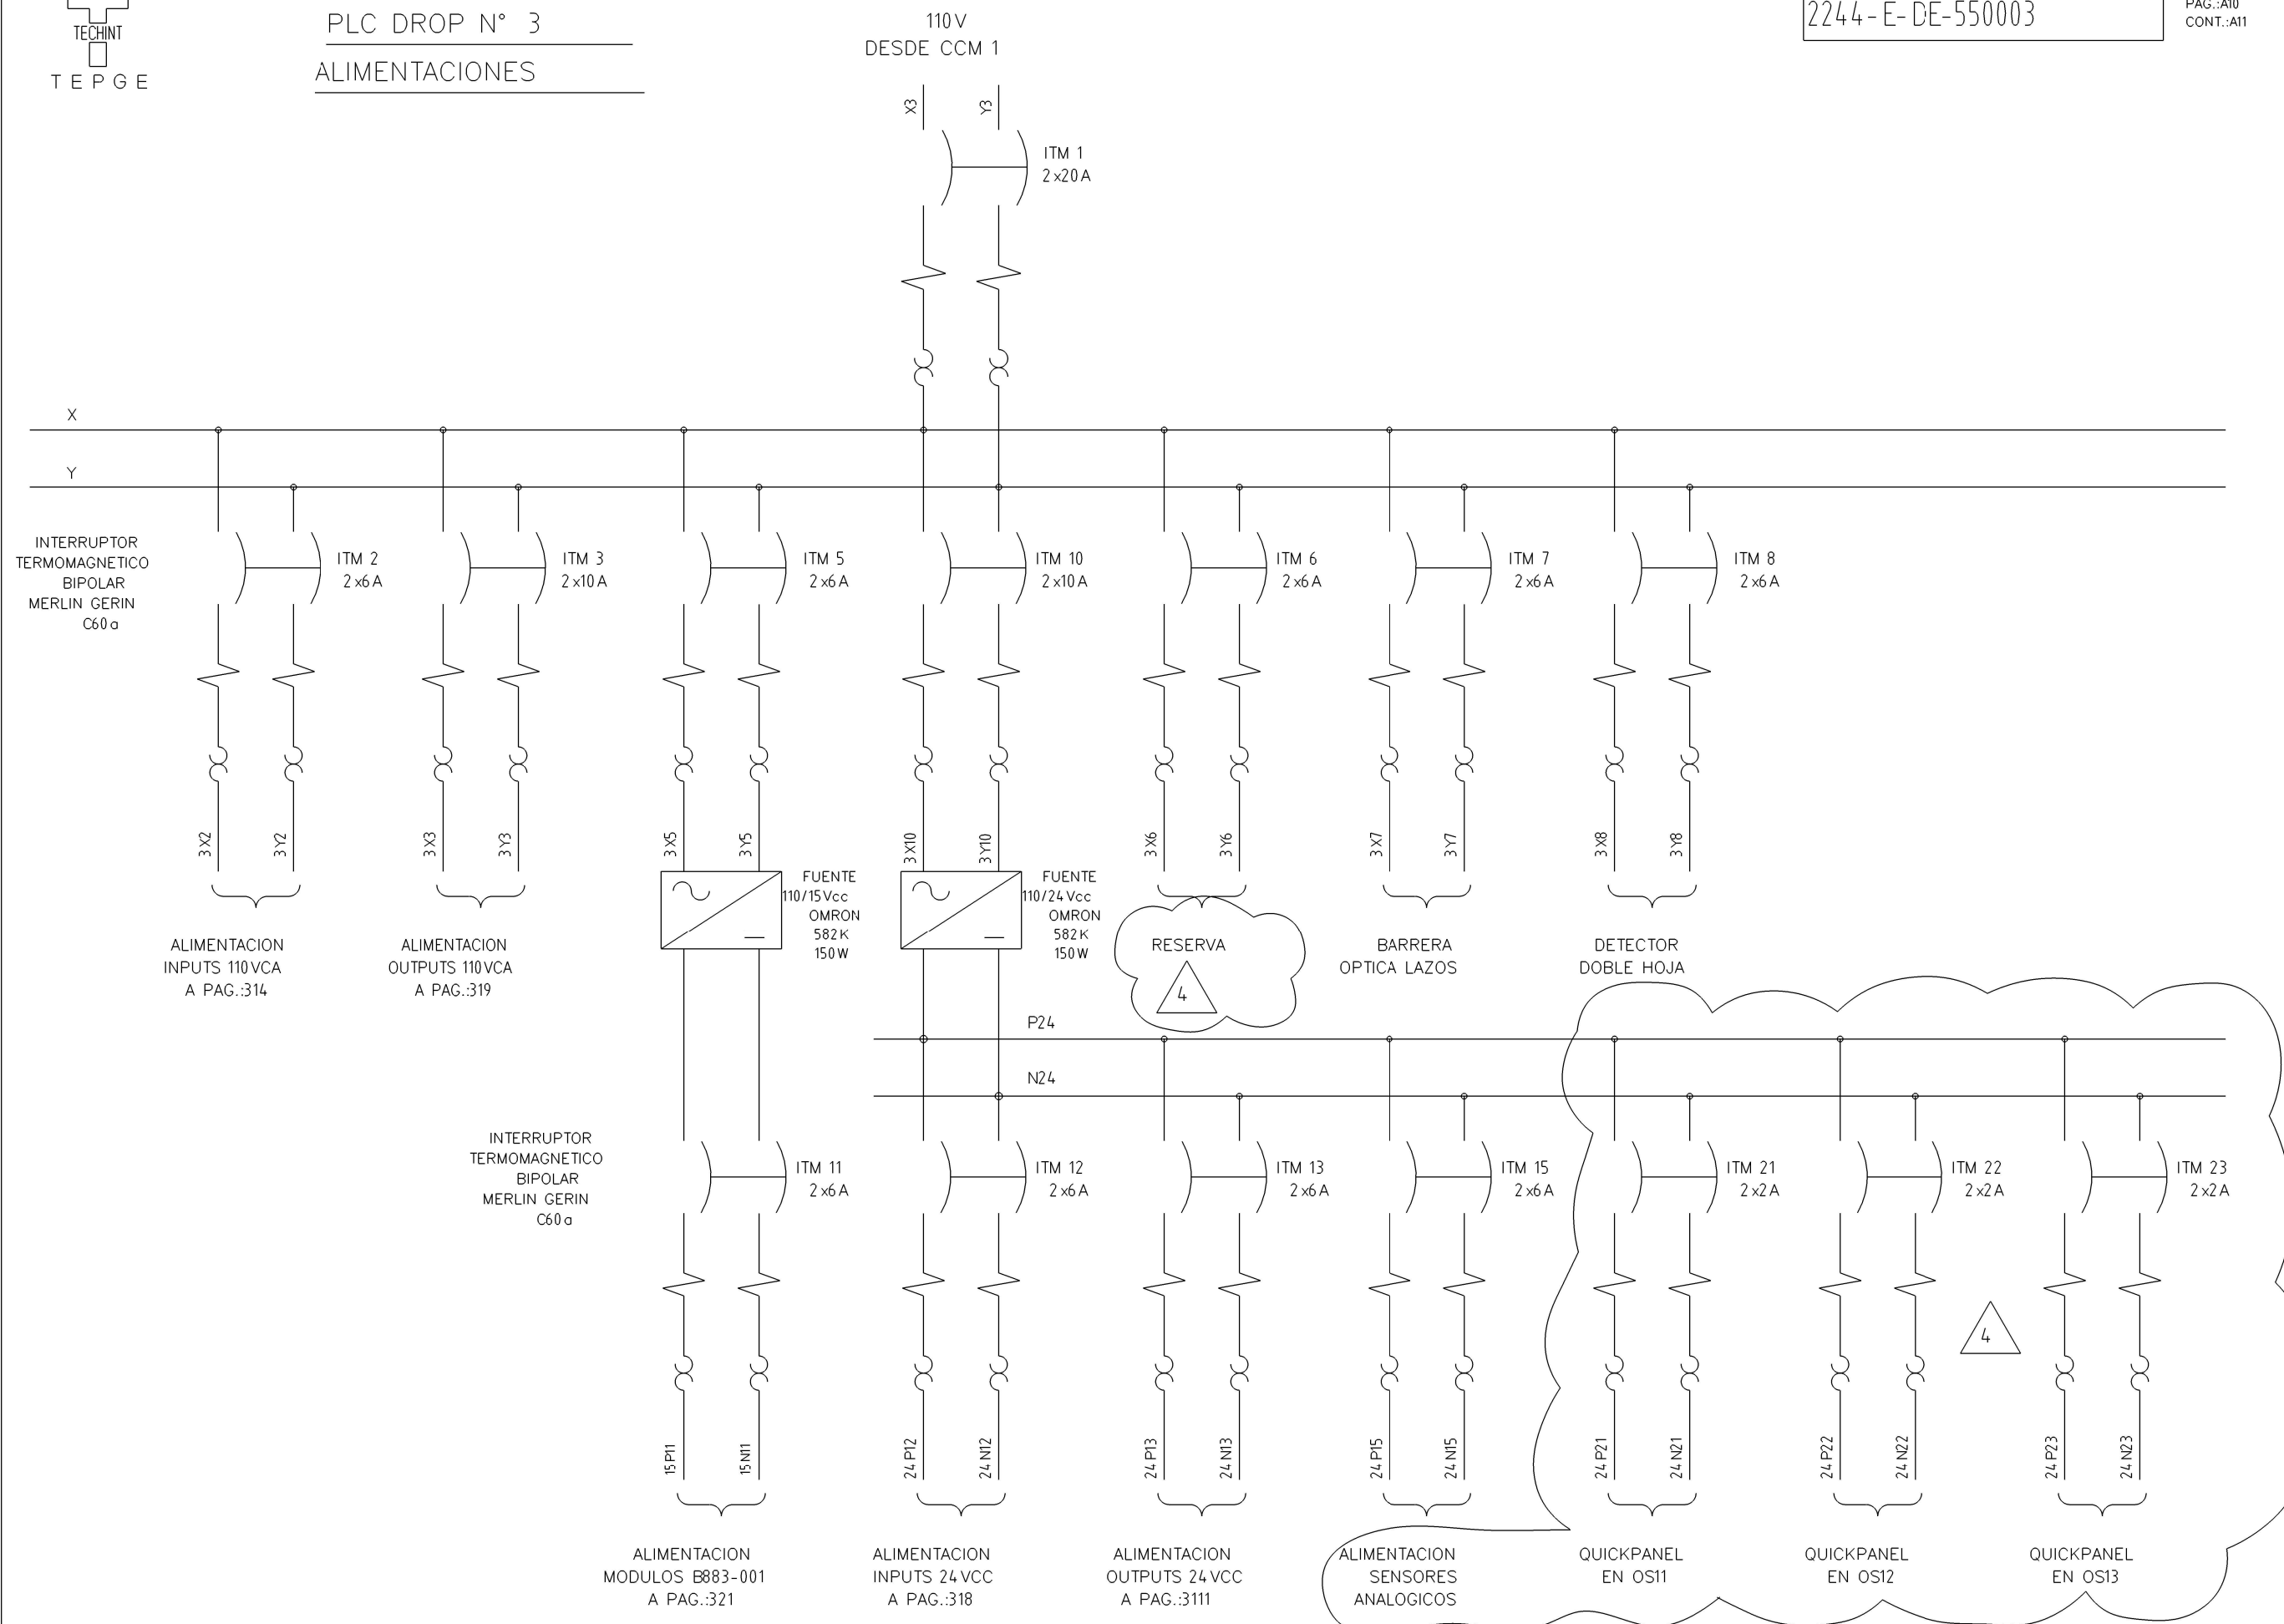 TECHINT
TEPGE
PLC DROP N° 3
ALIMENTACIONES
110V
DESDE CCM 1
2244-E-DE-550003
PAG.:A10
CONT.:A11
X3
Y3
ITM 1
2x20A
X
Y
INTERRUPTOR
TERMOMAGNETICO
BIPOLAR
MERLIN GERIN
C60a
ITM 2
2x6A
ITM 3
2x10A
ITM 5
2x6A
ITM 10
2x10A
ITM 6
2x6A
ITM 7
2x6A
ITM 8
2x6A
3X2
3Y2
3X3
3Y3
3X5
3Y5
3X10
3Y10
3X6
3Y6
3X7
3Y7
3X8
3Y8
FUENTE
110/15Vcc
OMRON
582K
150W
FUENTE
110/24Vcc
OMRON
582K
150W
ALIMENTACION
INPUTS 110VCA
A PAG.:314
ALIMENTACION
OUTPUTS 110VCA
A PAG.:319
RESERVA
4
BARRERA
OPTICA LAZOS
DETECTOR
DOBLE HOJA
P24
N24
INTERRUPTOR
TERMOMAGNETICO
BIPOLAR
MERLIN GERIN
C60a
ITM 11
2x6A
ITM 12
2x6A
ITM 13
2x6A
ITM 15
2x6A
ITM 21
2x2A
ITM 22
2x2A
ITM 23
2x2A
4
15P11
15N11
24P12
24N12
24P13
24N13
24P15
24N15
24P21
24N21
24P22
24N22
24P23
24N23
ALIMENTACION
MODULOS B883-001
A PAG.:321
ALIMENTACION
INPUTS 24VCC
A PAG.:318
ALIMENTACION
OUTPUTS 24VCC
A PAG.:3111
ALIMENTACION
SENSORES
ANALOGICOS
QUICKPANEL
EN OS11
QUICKPANEL
EN OS12
QUICKPANEL
EN OS13